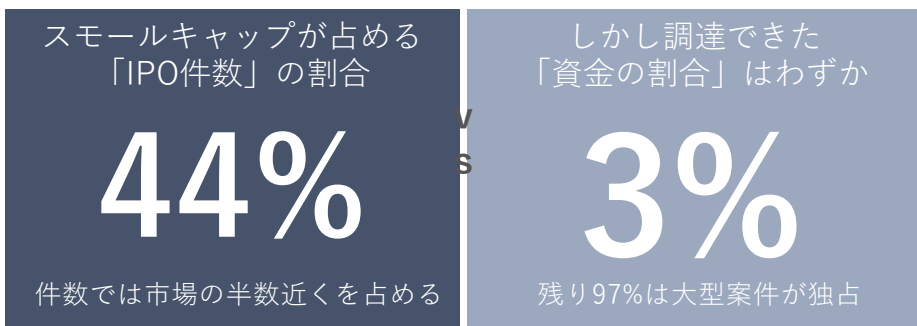 スモールキャップが占める
「IPO件数」の割合
44%
件数では市場の半数近くを占める
v
s
しかし調達できた
「資金の割合」はわずか
3%
残り97%は大型案件が独占